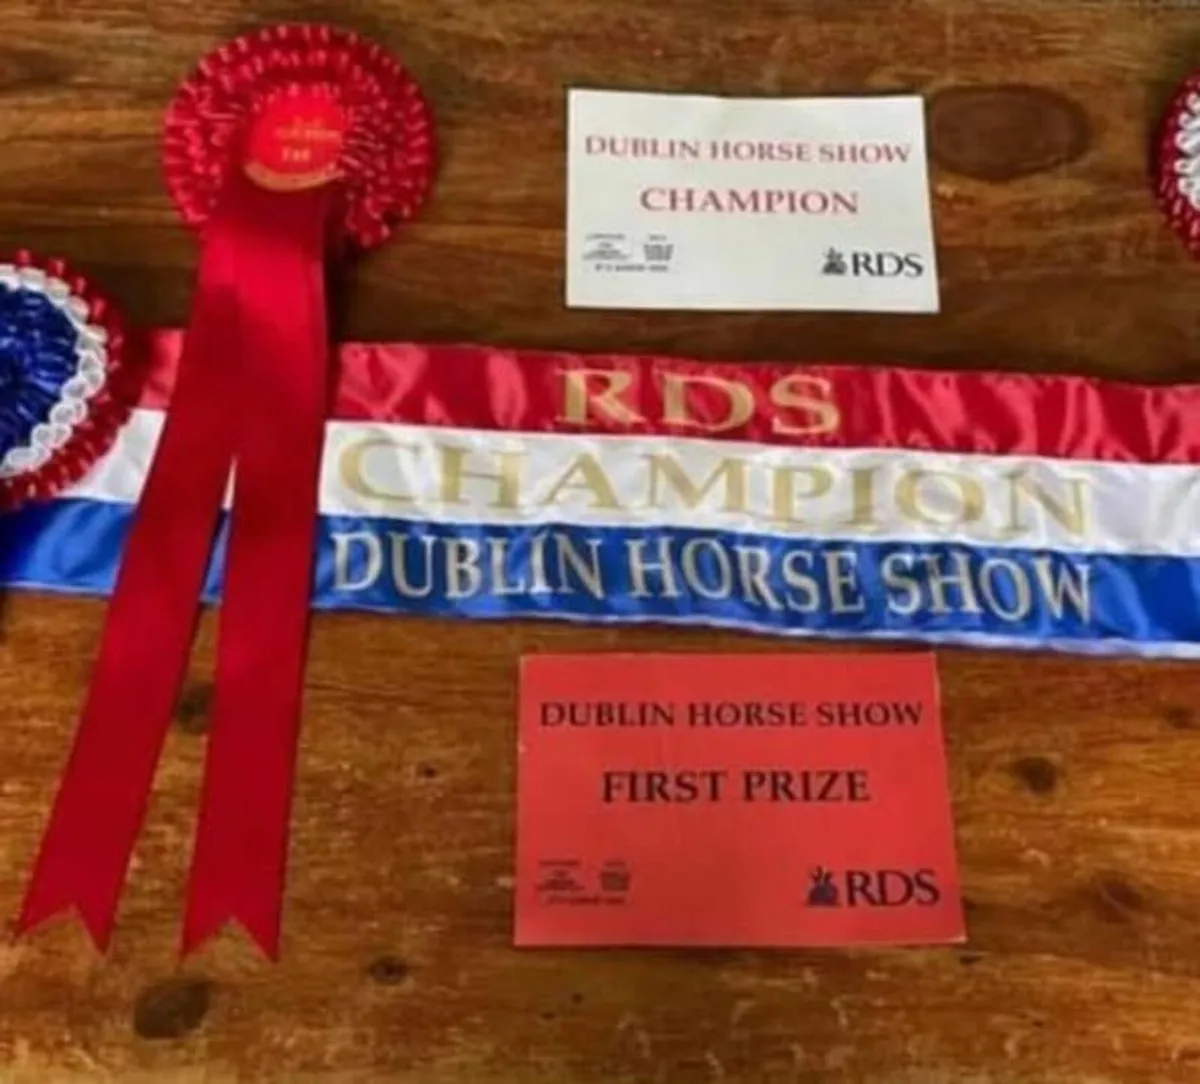 DUBLIN HORSE SHOW
CHAMPION
RDS
RDS
CHAMPION
DUBLIN HORSE SHOW
DUBLIN HORSE SHOW
FIRST PRIZE
RDS